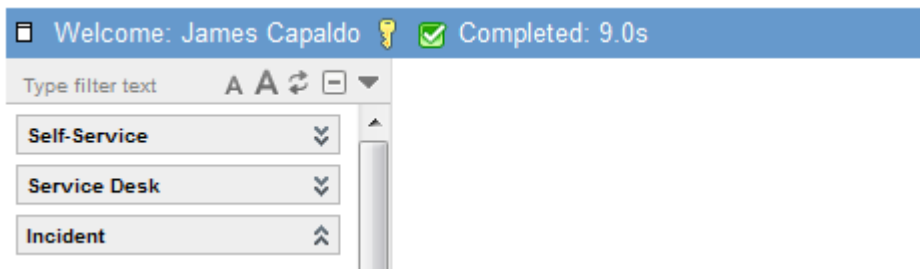 Welcome: James Capaldo Completed: 9.0s
Type filter text A A
Self-Service
Service Desk
Incident